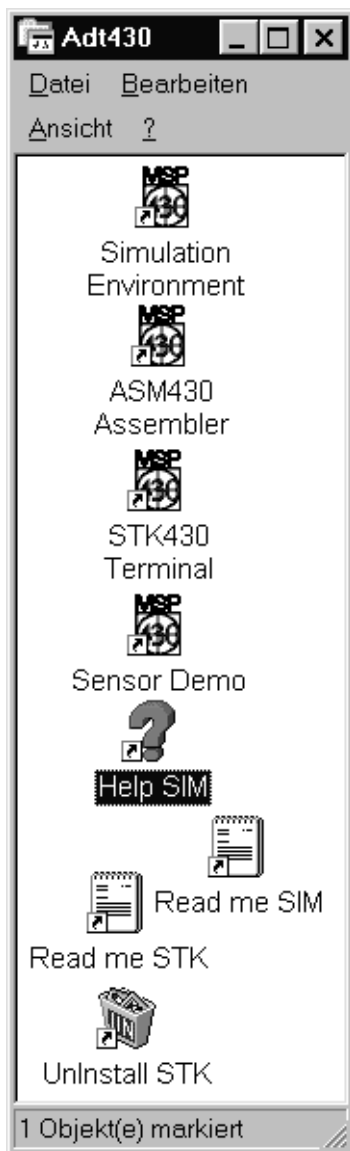 Adt430
Datei Bearbeiten
Ansicht ?
MSP
430
Simulation
Environment
MSP
430
ASM430
Assembler
MSP
430
STK430
Terminal
MSP
430
Sensor Demo
Help SIM
Read me SIM
Read me STK
UN
UnInstall STK
1 Objekt(e) markiert